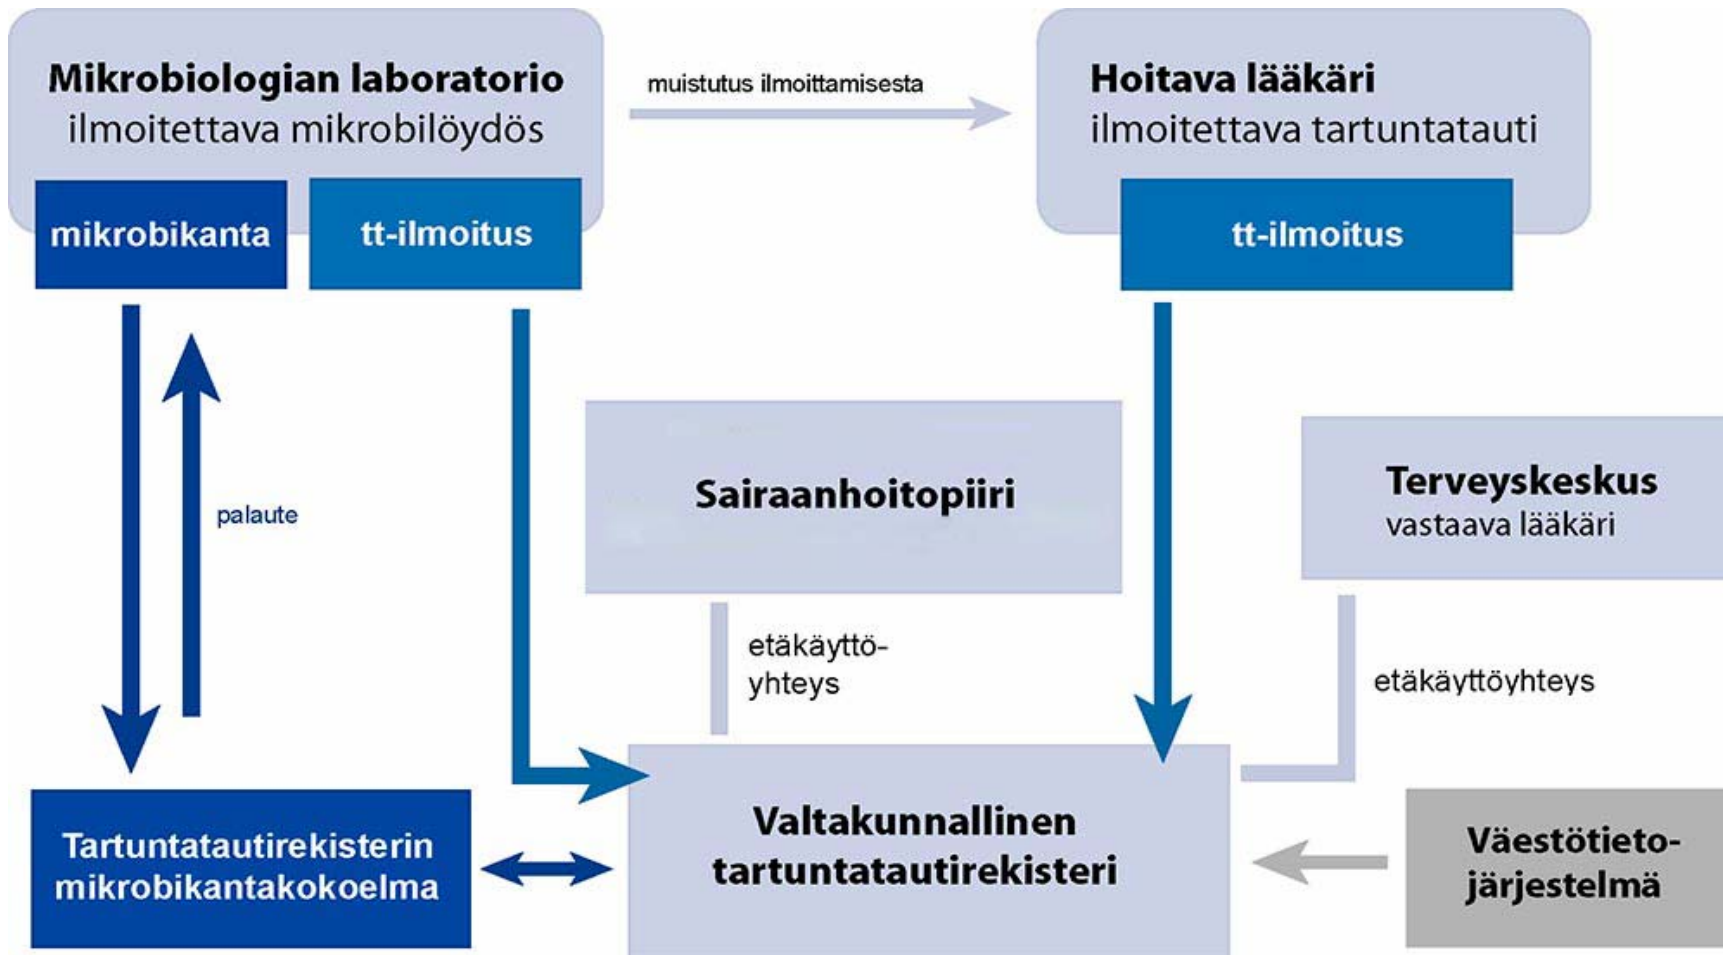 Mikrobiologian laboratorio
ilmoitettava mikrobilöydös
mikrobikanta
tt-ilmoitus
muistutus ilmoittamisesta
Hoitava lääkäri
ilmoitettava tartuntatauti
tt-ilmoitus
palaute
Sairaanhoitopiiri
Terveyskeskus
vastaava lääkäri
etäkäyttö-
yhteys
etäkäyttöyhteys
Tartuntatautirekisterin
mikrobikantakokoelma
Valtakunnallinen
tartuntatautirekisteri
Väestötieto-
järjestelmä